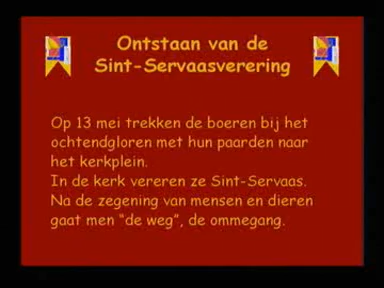 Ontstaan van de
Sint-Servaasverering
Op 13 mei trekken de boeren bij het
ochtendgloren met hun paarden naar
het kerkplein.
In de kerk vereren ze Sint-Servaas.
Na de zegening van mensen en dieren
gaat men “de weg”, de ommegang.